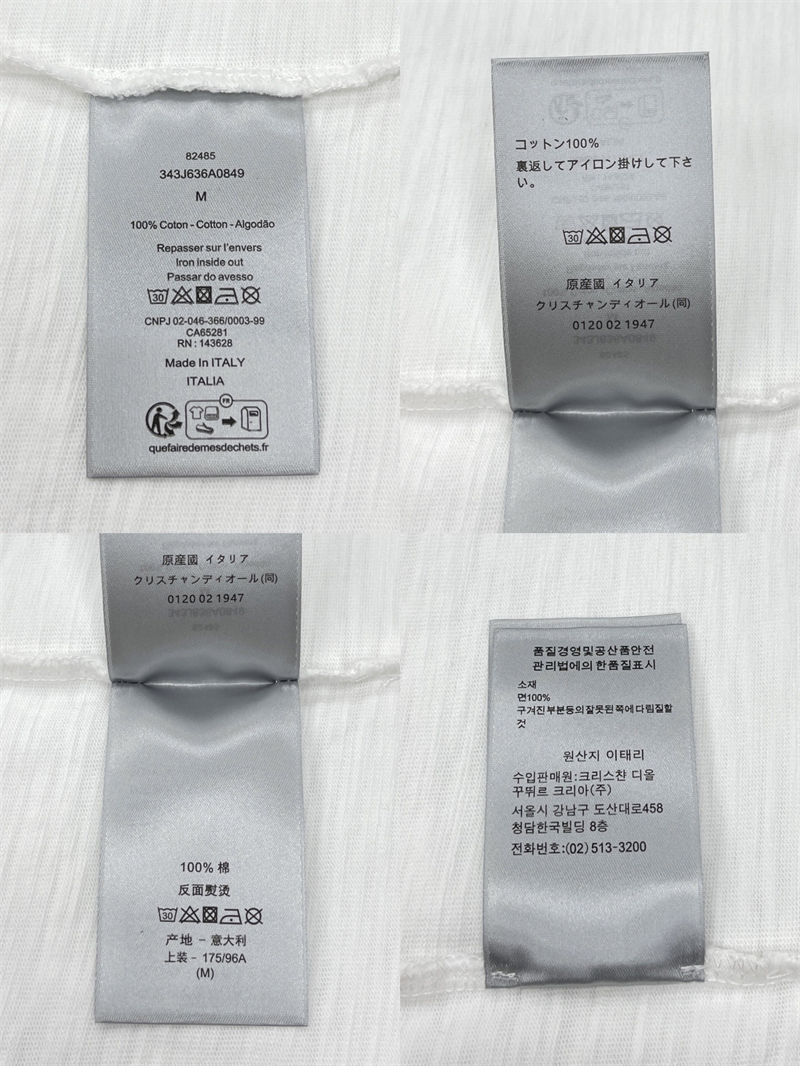 82485
343J636A0849
M
100% Coton - Cotton - Algodão
Repasser sur l'envers
Iron inside out
Passar do avesso
30
CNPJ 02-046-366/0003-99
CA65281
RN : 143628
Made In ITALY
ITALIA
FR
quefairedemesdechets.fr
コットン100%
裏返してアイロン掛けして下さ
い。
30
原産國 イタリア
クリスチャンディオール(同)
0120 02 1947
原産國 イタリア
クリスチャンディオール(同)
0120 02 1947
100% 棉
反面熨烫
30
产地 - 意大利
上装 - 175/96A
(M)
품질경영및공산품안전
관리법에의한품질표시
소재
면100%
구겨진부분등의잘못된쪽에다림질할
것
원산지 이태리
수입판매원:크리스챤 디올
꾸뛰르 크리아(주)
서울시 강남구 도산대로458
청담한국빌딩 8층
전화번호:(02) 513-3200